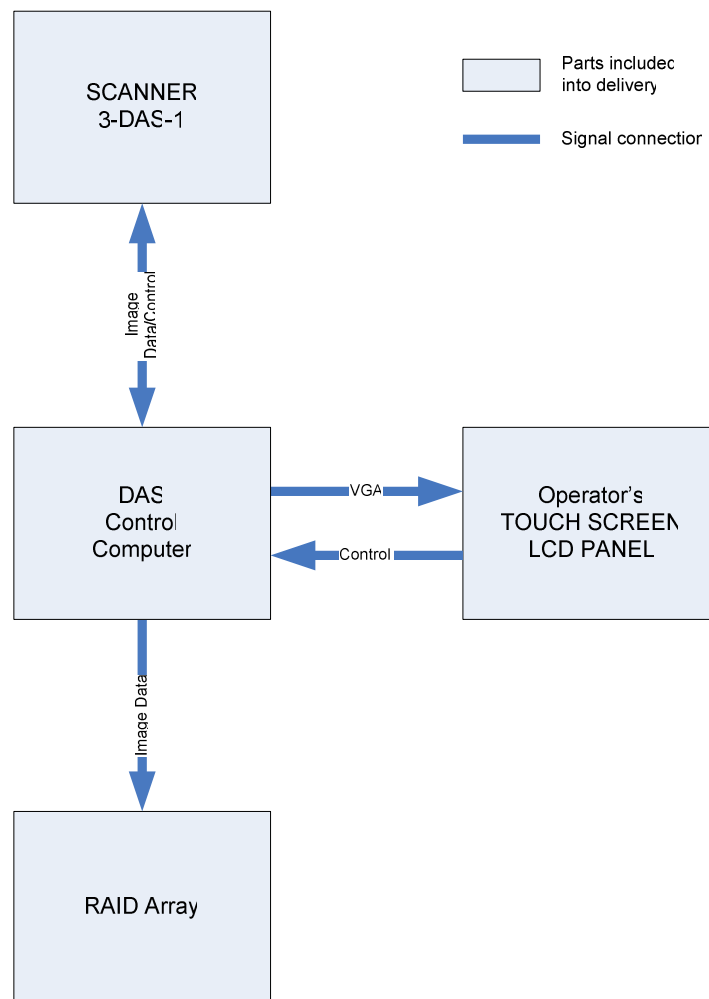 SCANNER
3-DAS-1
Parts included
into delivery
Signal connection
Image
Data/Control
DAS
Control
Computer
VGA
Control
Operator's
TOUCH SCREEN
LCD PANEL
Image Data
RAID Array